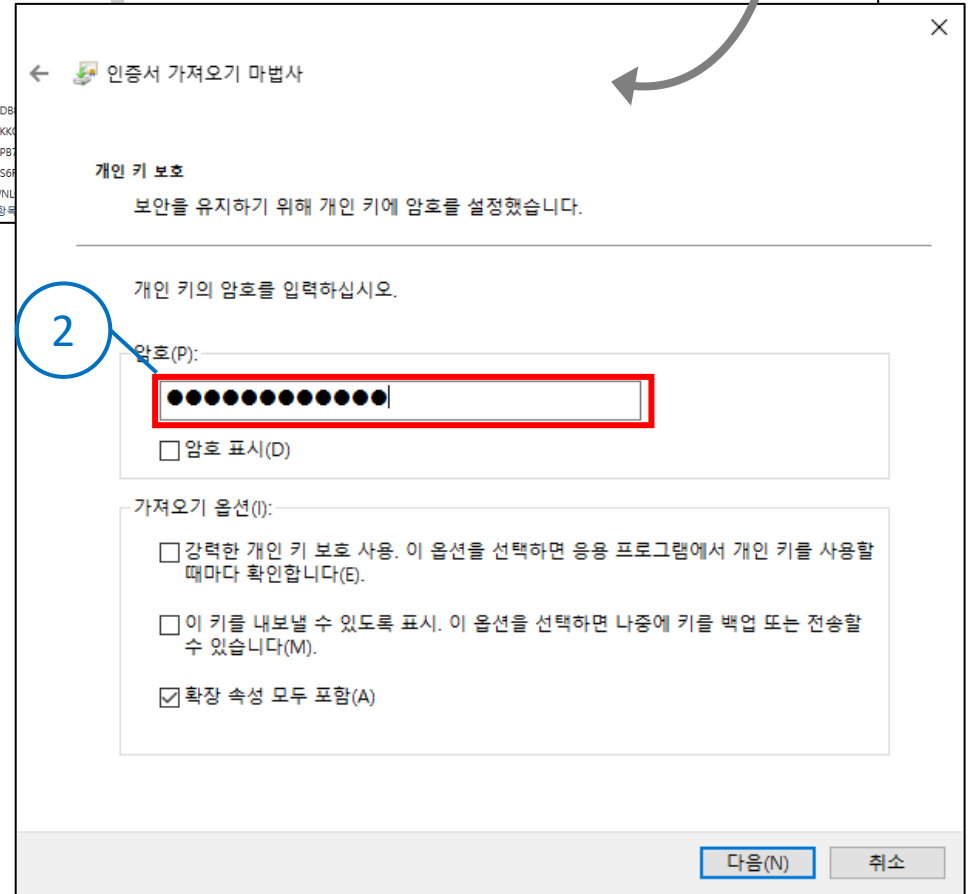 인증서 가져오기 마법사
DB
KK
PB7
S6
NL
항목
개인 키 보호
보안을 유지하기 위해 개인 키에 암호를 설정했습니다.
개인 키의 암호를 입력하십시오.
2
암호(P):
●●●●●●●●●●●●
암호 표시(D)
가져오기 옵션(I):
강력한 개인 키 보호 사용. 이 옵션을 선택하면 응용 프로그램에서 개인 키를 사용할
때마다 확인합니다(E).
이 키를 내보낼 수 있도록 표시. 이 옵션을 선택하면 나중에 키를 백업 또는 전송할
수 있습니다(M).
확장 속성 모두 포함(A)
다음(N)
취소